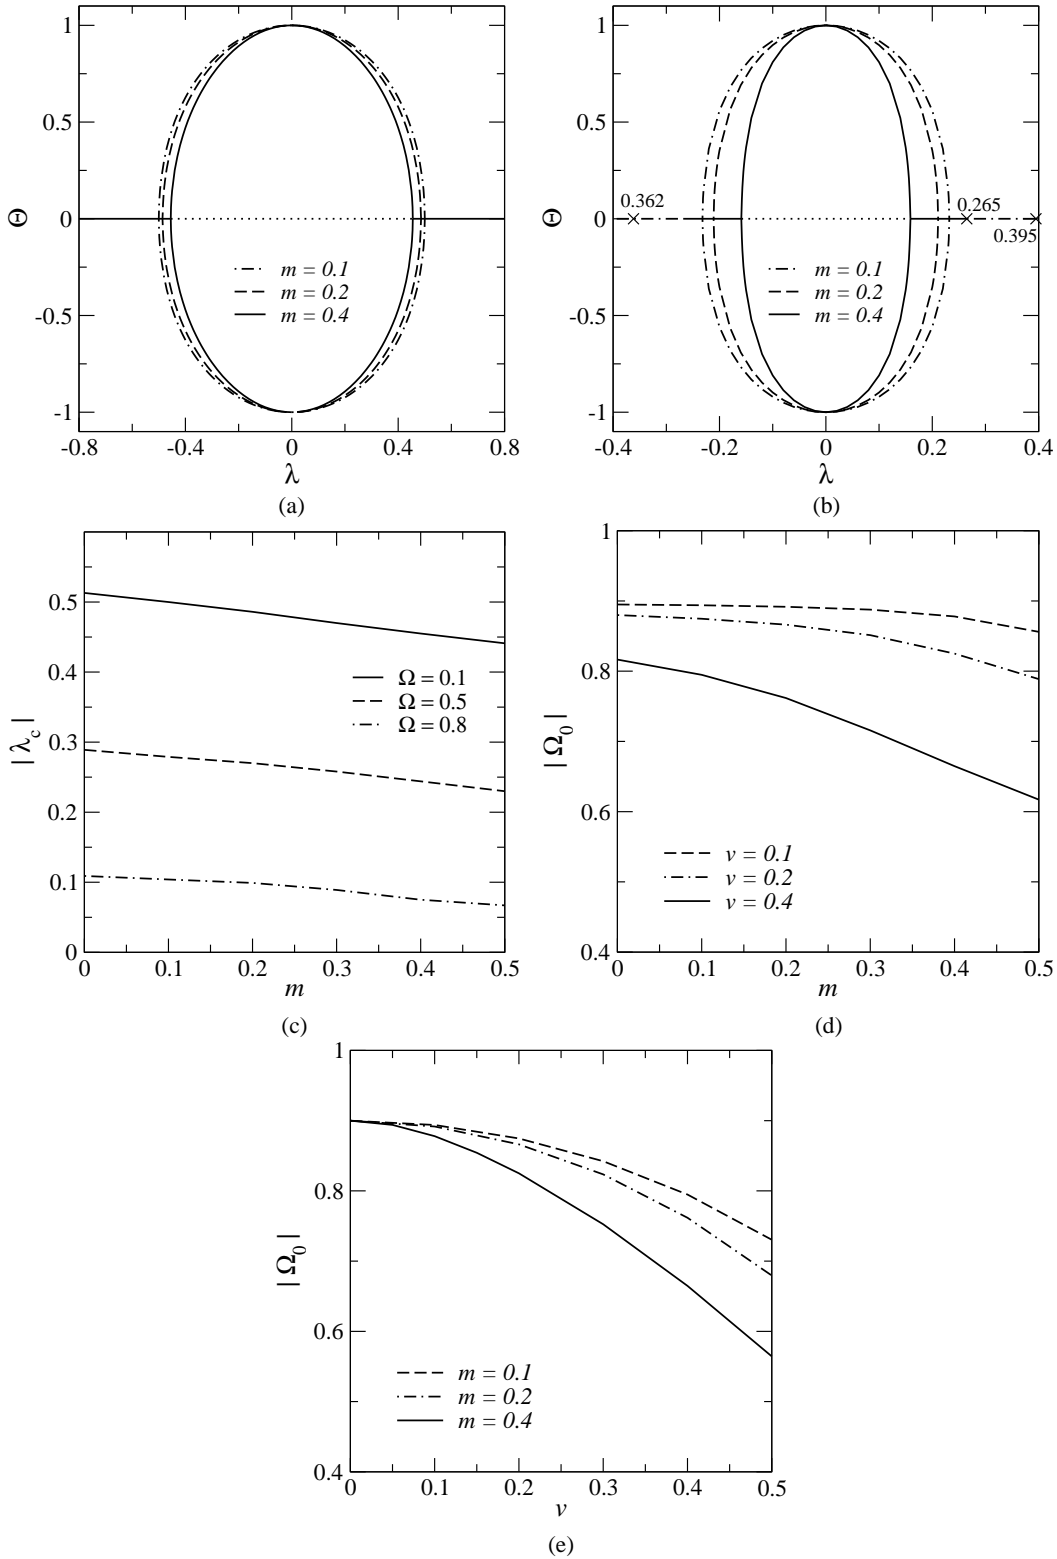 1
0.5
0
-0.5
-1
Θ
m = 0.1
m = 0.2
m = 0.4
-0.8 -0.4 0 0.4 0.8
λ
(a)
1
0.5
0
-0.5
-1
Θ
0.362
0.265
0.395
m = 0.1
m = 0.2
m = 0.4
-0.4 -0.2 0 0.2 0.4
λ
(b)
0.5
0.4
0.3
0.2
0.1
0
| λc |
Ω = 0.1
Ω = 0.5
Ω = 0.8
0 0.1 0.2 0.3 0.4 0.5
m
(c)
1
0.8
0.6
0.4
| Ω0 |
v = 0.1
v = 0.2
v = 0.4
0 0.1 0.2 0.3 0.4 0.5
m
(d)
1
0.8
0.6
0.4
| Ω0 |
m = 0.1
m = 0.2
m = 0.4
0 0.1 0.2 0.3 0.4 0.5
v
(e)